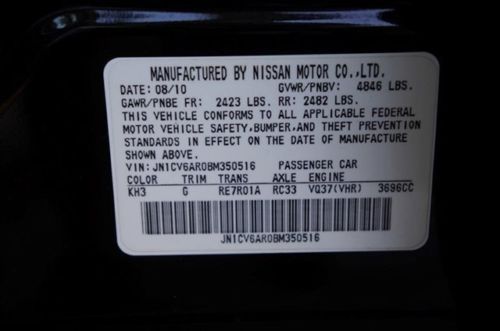 MANUFACTURED BY NISSAN MOTOR CO.,LTD.
DATE: 08/10 GVWR/PNBV: 4846 LBS.
GAWR/PNBE FR: 2423 LBS. RR: 2482 LBS.
THIS VEHICLE CONFORMS TO ALL APPLICABLE FEDERAL
MOTOR VEHICLE SAFETY,BUMPER,AND THEFT PREVENTION
STANDARDS IN EFFECT ON THE DATE OF MANUFACTURE
SHOWN ABOVE.
VIN: JN1CV6AR0BM350516 PASSENGER CAR
COLOR TRIM TRANS AXLE ENGINE
KH3 G RE7R01A RC33 VQ37(VHR) 3696CC
JN1CV6AR0BM350516